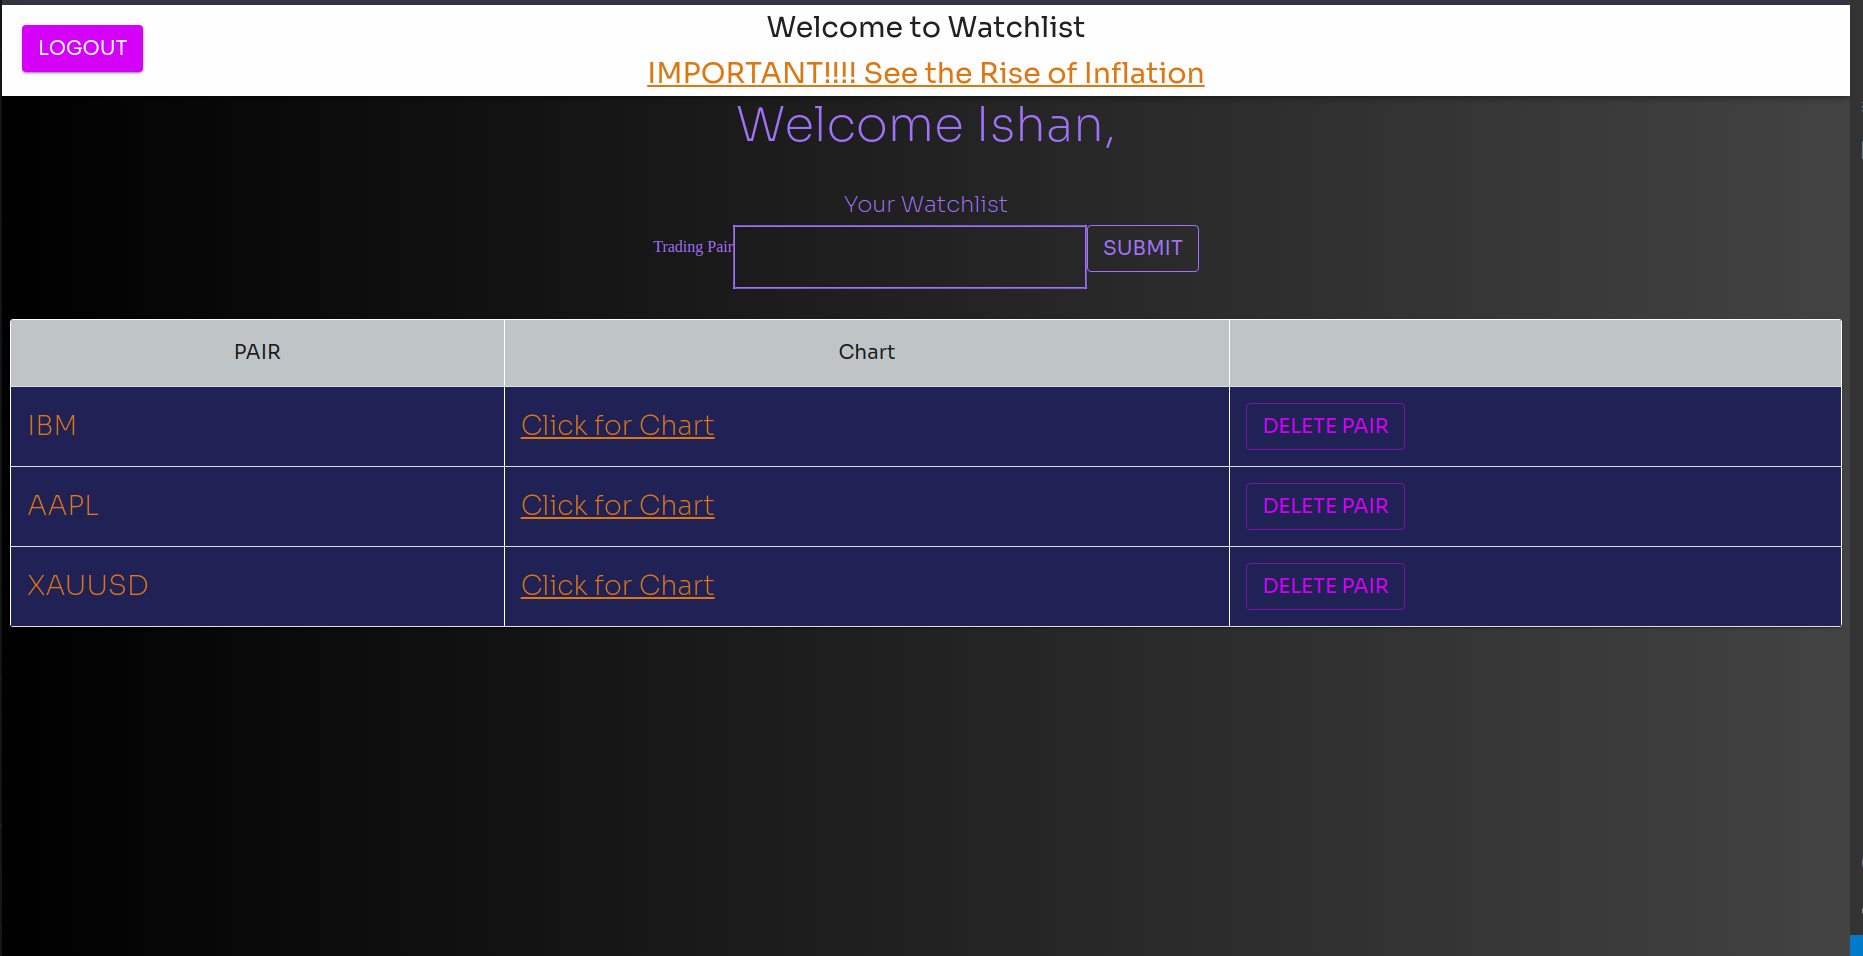 LOGOUT
Welcome to Watchlist
IMPORTANT!!!! See the Rise of Inflation
Welcome Ishan,
Your Watchlist
Trading Pair
SUBMIT
PAIR Chart
IBM Click for Chart DELETE PAIR
AAPL Click for Chart DELETE PAIR
XAUUSD Click for Chart DELETE PAIR